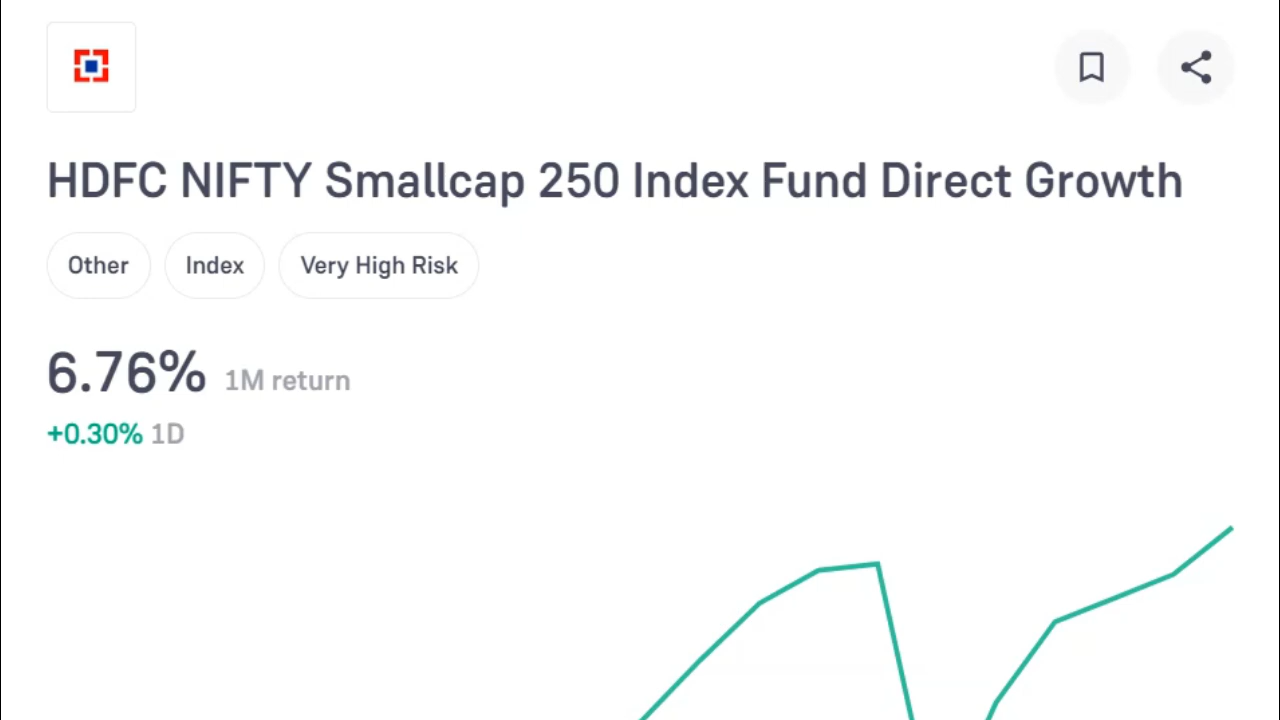 HDFC NIFTY Smallcap 250 Index Fund Direct Growth
Other Index Very High Risk
6.76% 1M return
+0.30% 1D